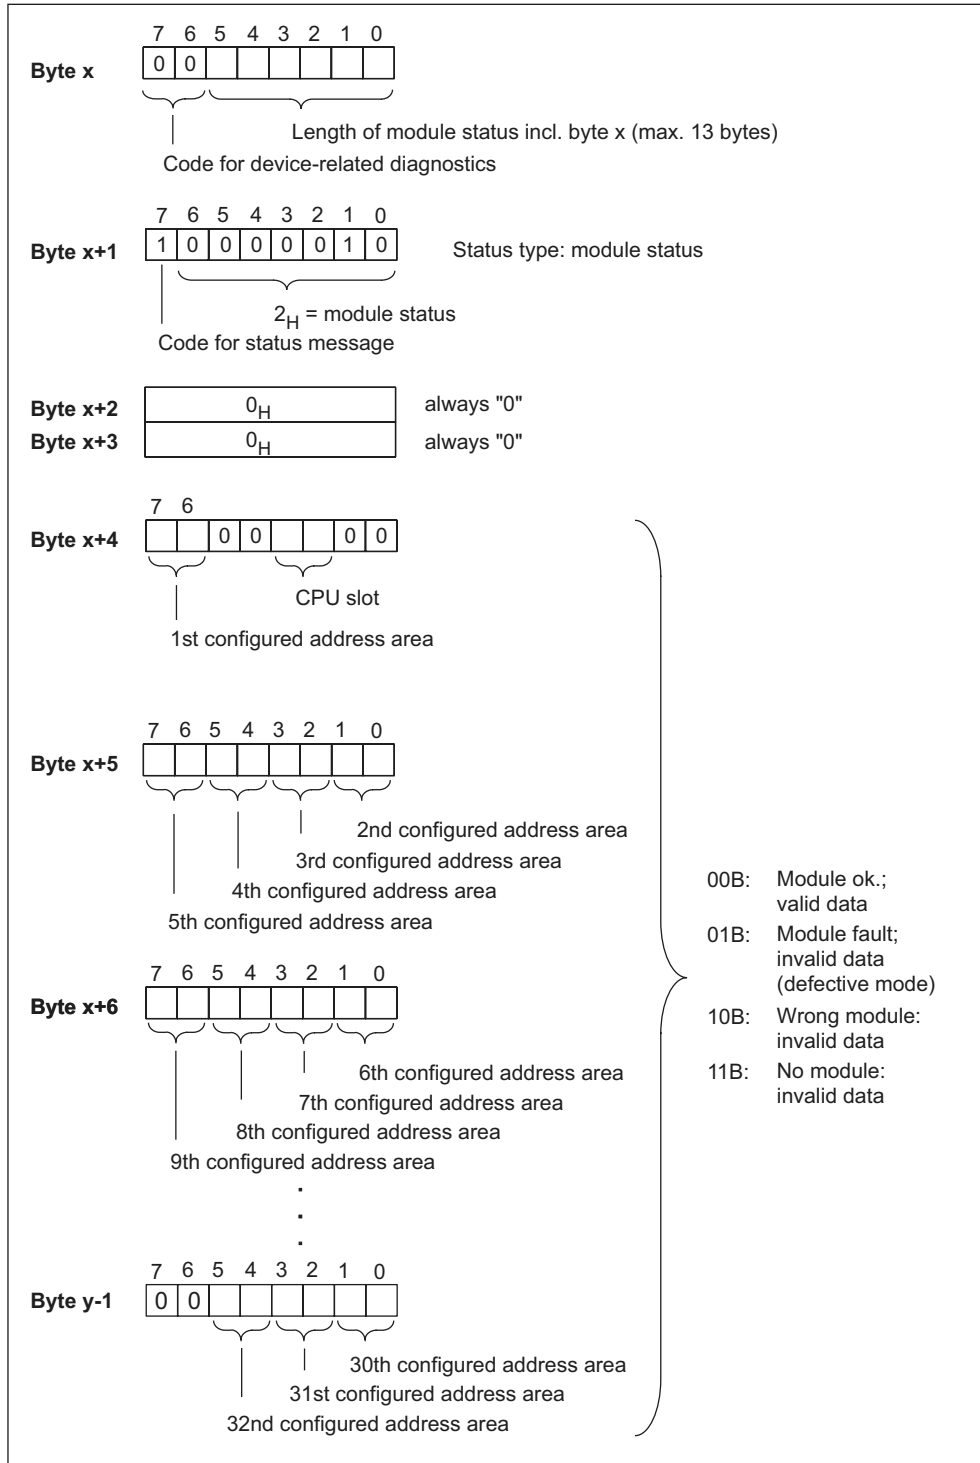 7 6 5 4 3 2 1 0
Byte x 0 0
Length of module status incl. byte x (max. 13 bytes)
Code for device-related diagnostics
7 6 5 4 3 2 1 0
Byte x+1 1 0 0 0 0 0 1 0 Status type: module status
2H = module status
Code for status message
Byte x+2 0H always "0"
Byte x+3 0H always "0"
7 6
Byte x+4 0 0 0 0
CPU slot
1st configured address area
7 6 5 4 3 2 1 0
Byte x+5
2nd configured address area
3rd configured address area
4th configured address area
5th configured address area
7 6 5 4 3 2 1 0
Byte x+6
6th configured address area
7th configured address area
8th configured address area
9th configured address area
.
.
.
7 6 5 4 3 2 1 0
Byte y-1 0 0
30th configured address area
31st configured address area
32nd configured address area
00B: Module ok.;
valid data
01B: Module fault;
invalid data
(defective mode)
10B: Wrong module:
invalid data
11B: No module:
invalid data